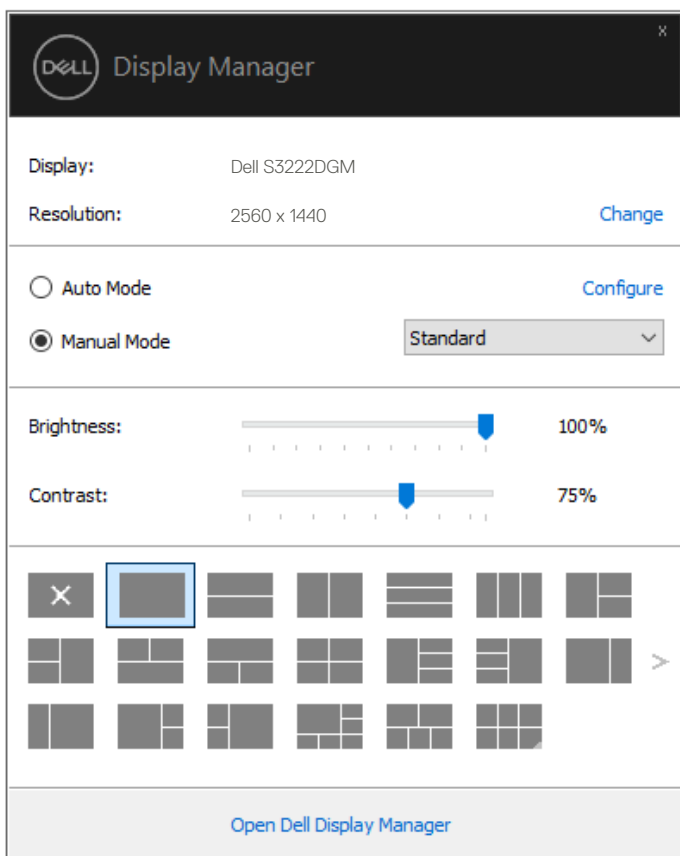 x
DELL Display Manager
Display: Dell S3222DGM
Resolution: 2560 x 1440 Change
Auto Mode Configure
Manual Mode Standard
Brightness: 100%
Contrast: 75%
Open Dell Display Manager